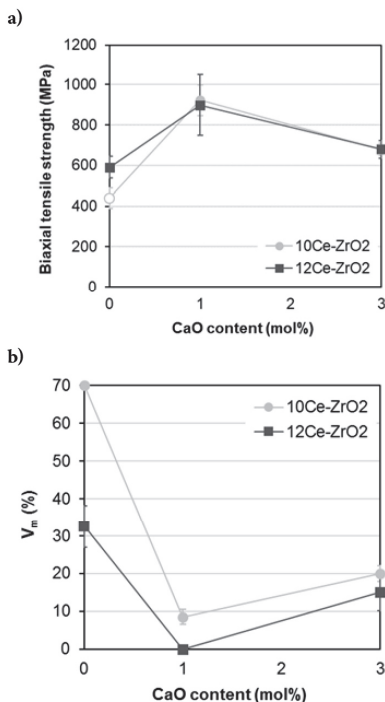 a)
1200
1000
800
600
400
200
0
Biaxial tensile strength (MPa)
10Ce-ZrO2
12Ce-ZrO2
0 1 2 3
CaO content (mol%)
b)
70
60
50
40
30
20
10
0
Vm (%)
10Ce-ZrO2
12Ce-ZrO2
0 1 2 3
CaO content (mol%)